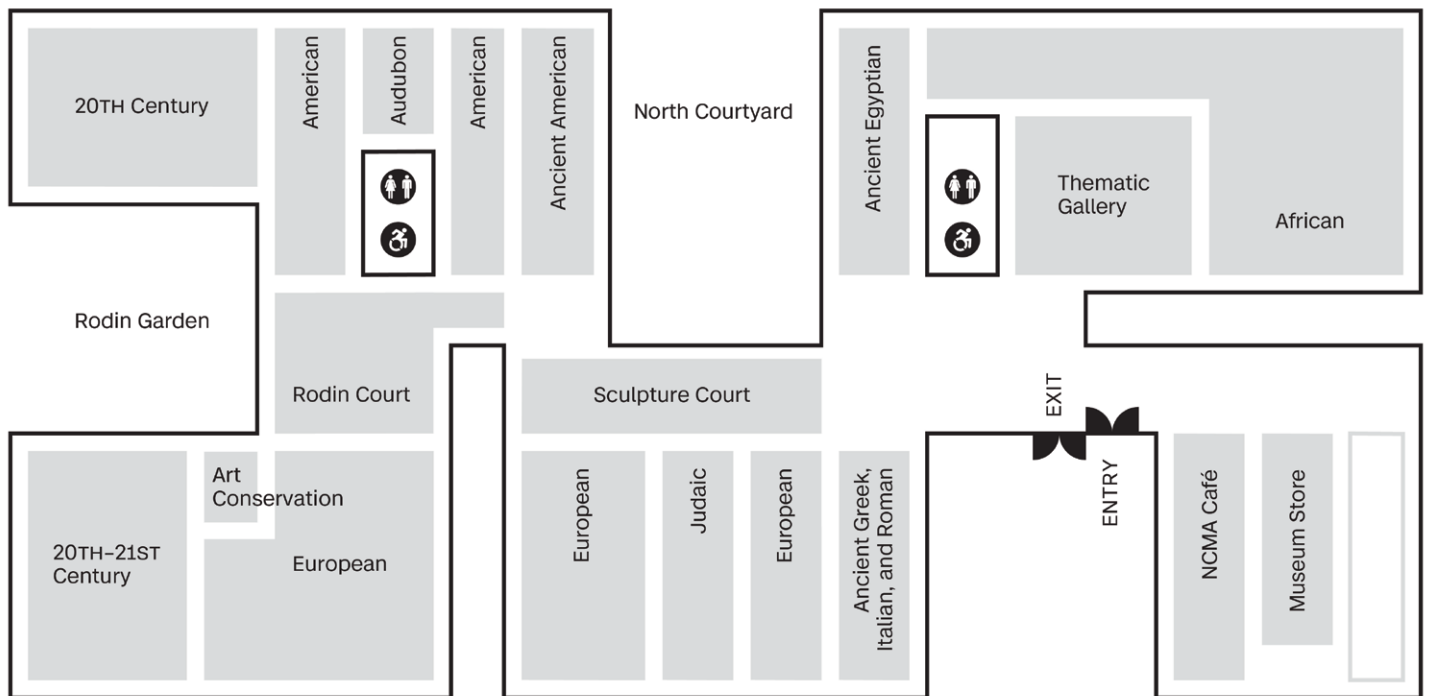 20TH Century
American
Audubon
American
Ancient American
North Courtyard
Ancient Egyptian
Thematic
Gallery
African
Rodin Garden
Rodin Court
Sculpture Court
EXIT
ENTRY
Art
Conservation
20TH–21ST
Century
European
European
Judaic
European
Ancient Greek,
Italian, and Roman
NCMA Café
Museum Store